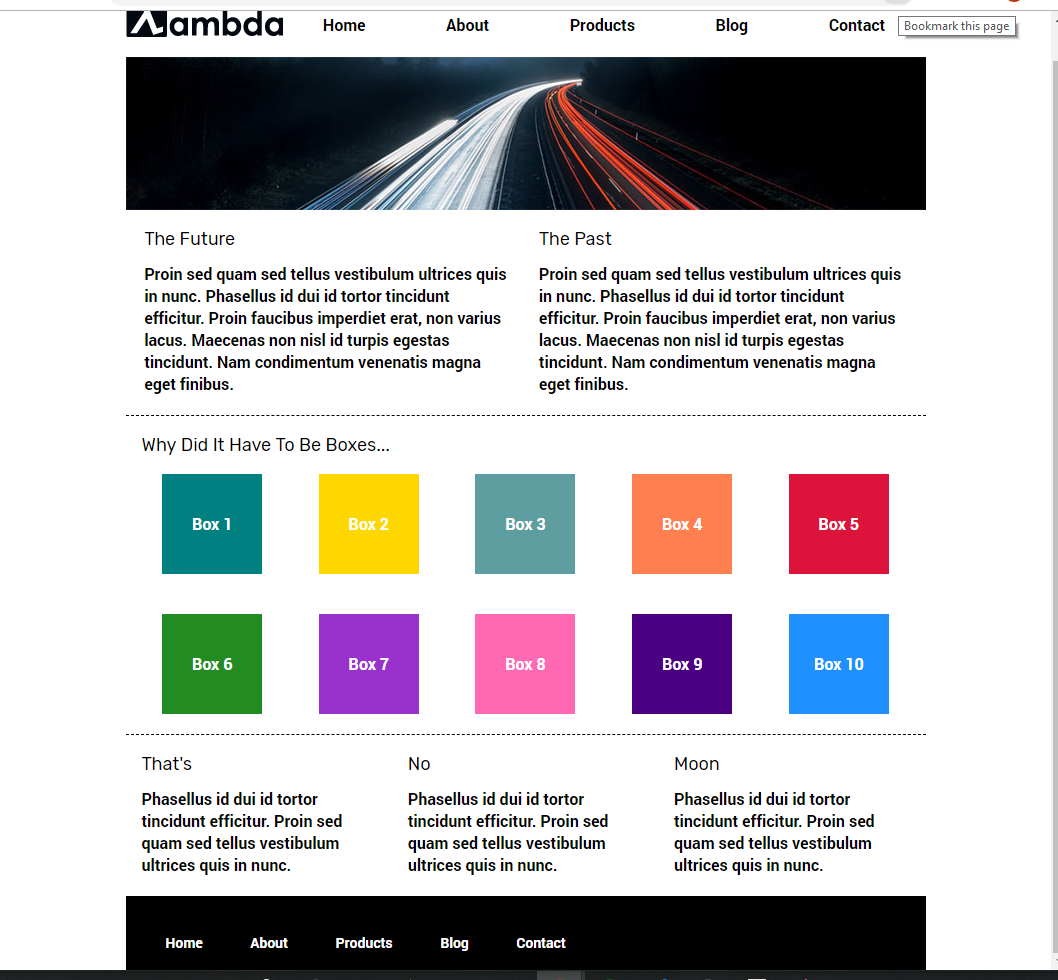 Lambda
Home About Products Blog Contact
Bookmark this page
The Future
Proin sed quam sed tellus vestibulum ultrices quis
in nunc. Phasellus id dui id tortor tincidunt
efficitur. Proin faucibus imperdiet erat, non varius
lacus. Maecenas non nisl id turpis egestas
tincidunt. Nam condimentum venenatis magna
eget finibus.
The Past
Proin sed quam sed tellus vestibulum ultrices quis
in nunc. Phasellus id dui id tortor tincidunt
efficitur. Proin faucibus imperdiet erat, non varius
lacus. Maecenas non nisl id turpis egestas
tincidunt. Nam condimentum venenatis magna
eget finibus.
Why Did It Have To Be Boxes...
Box 1 Box 2 Box 3 Box 4 Box 5
Box 6 Box 7 Box 8 Box 9 Box 10
That's
Phasellus id dui id tortor
tincidunt efficitur. Proin sed
quam sed tellus vestibulum
ultrices quis in nunc.
No
Phasellus id dui id tortor
tincidunt efficitur. Proin sed
quam sed tellus vestibulum
ultrices quis in nunc.
Moon
Phasellus id dui id tortor
tincidunt efficitur. Proin sed
quam sed tellus vestibulum
ultrices quis in nunc.
Home About Products Blog Contact